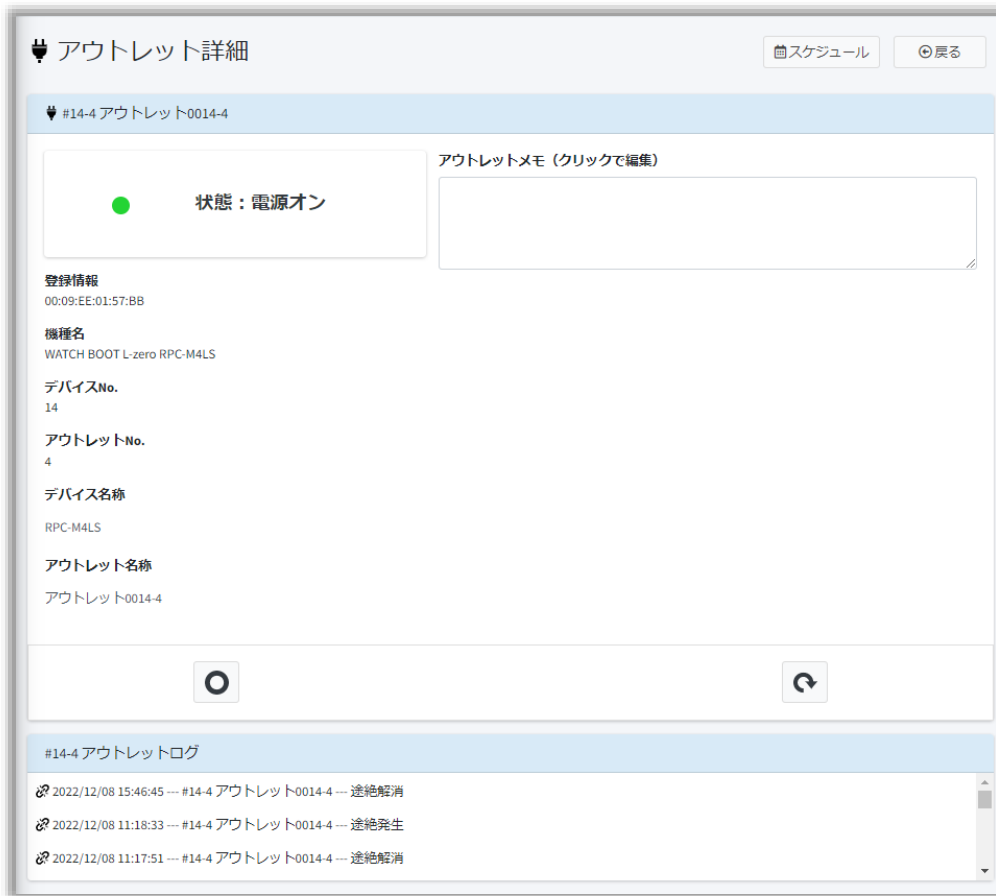 アウトレット詳細
スケジュール
戻る
#14-4 アウトレット0014-4
状態：電源オン
アウトレットメモ（クリックで編集）
登録情報
00:09:EE:01:57:BB
機種名
WATCH BOOT L-zero RPC-M4LS
デバイスNo.
14
アウトレットNo.
4
デバイス名称
RPC-M4LS
アウトレット名称
アウトレット0014-4
#14-4 アウトレットログ
2022/12/08 15:46:45 --- #14-4 アウトレット0014-4 --- 途絶解消
2022/12/08 11:18:33 --- #14-4 アウトレット0014-4 --- 途絶発生
2022/12/08 11:17:51 --- #14-4 アウトレット0014-4 --- 途絶解消